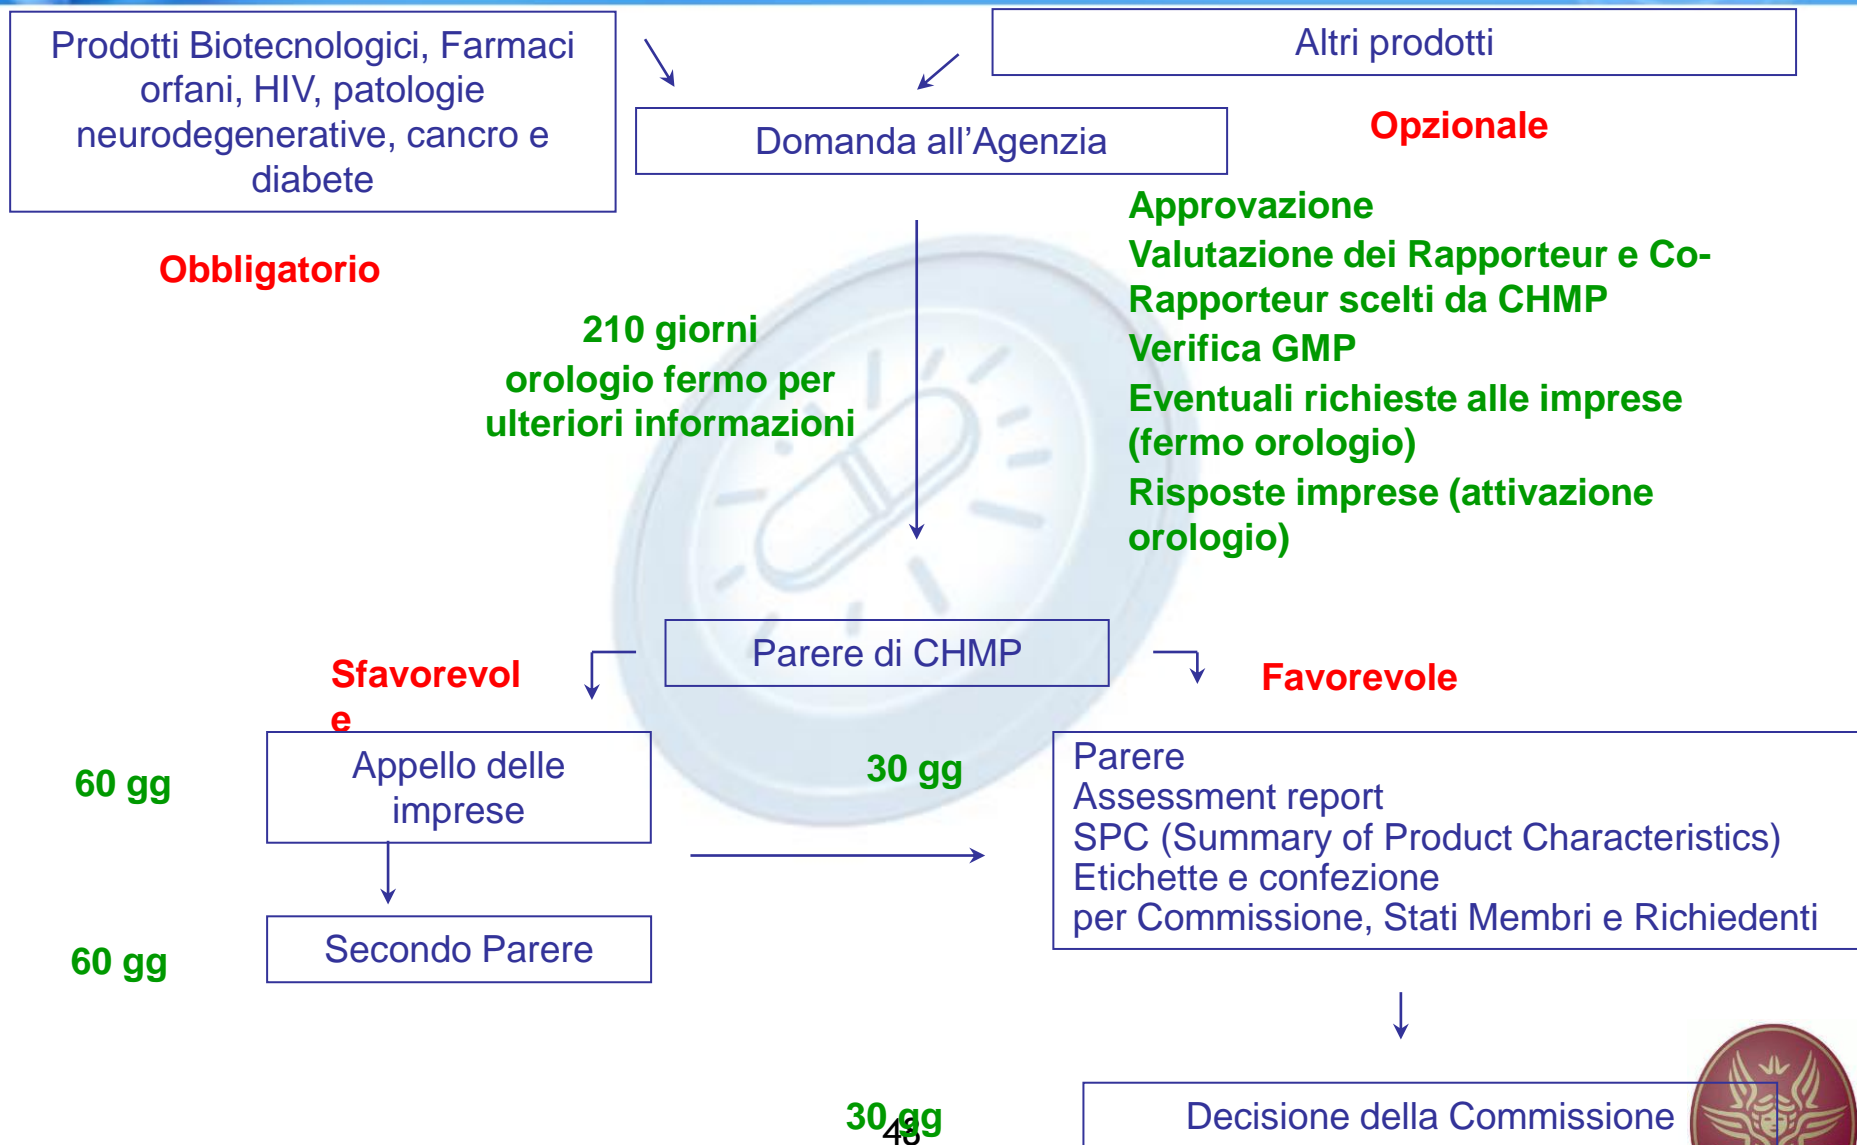 Prodotti Biotecnologici, Farmaci
orfani, HIV, patologie
neurodegenerative, cancro e
diabete
Altri prodotti
Domanda all’Agenzia
Opzionale
Obbligatorio
Approvazione
Valutazione dei Rapporteur e Co-
Rapporteur scelti da CHMP
Verifica GMP
Eventuali richieste alle imprese
(fermo orologio)
Risposte imprese (attivazione
orologio)
210 giorni
orologio fermo per
ulteriori informazioni
Parere di CHMP
Sfavorevol
e
Favorevole
60 gg
Appello delle
imprese
30 gg
Parere
Assessment report
SPC (Summary of Product Characteristics)
Etichette e confezione
per Commissione, Stati Membri e Richiedenti
60 gg
Secondo Parere
30 gg
Decisione della Commissione